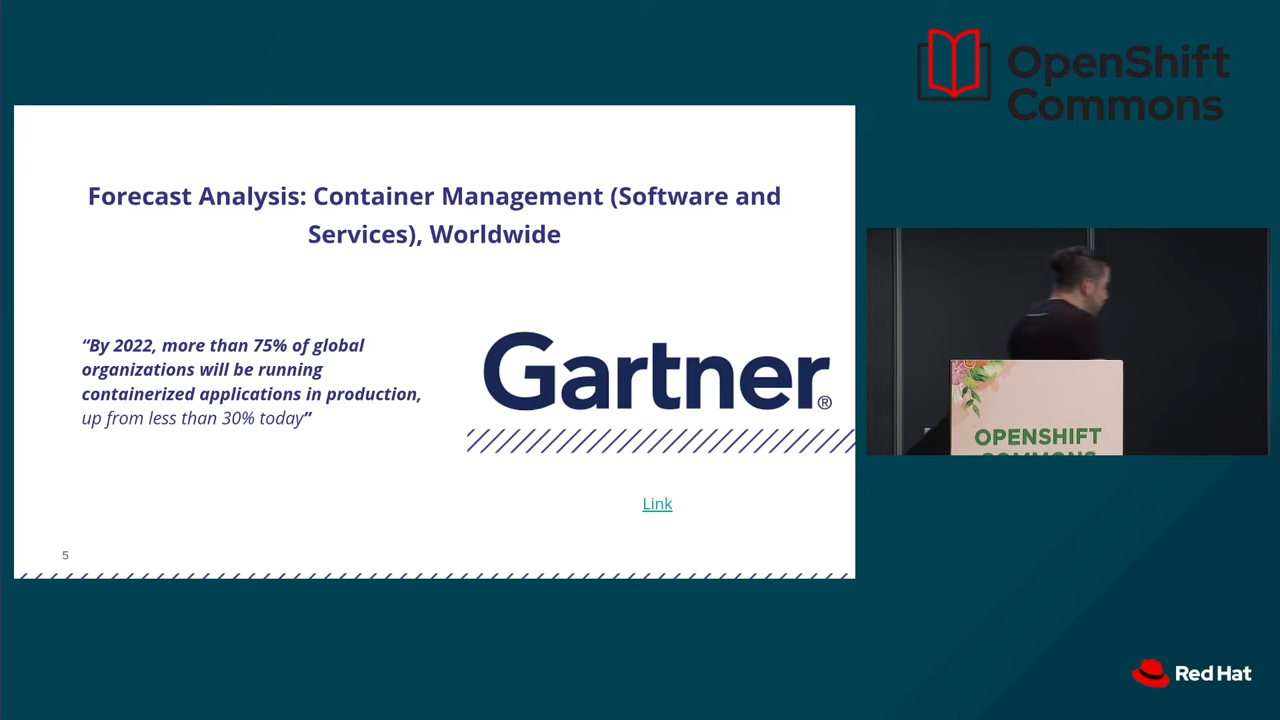 OpenShift
Commons
Forecast Analysis: Container Management (Software and
Services), Worldwide
“By 2022, more than 75% of global
organizations will be running
containerized applications in production,
up from less than 30% today”
Gartner®
Link
5
OPENSHIFT
COMMONS
Red Hat